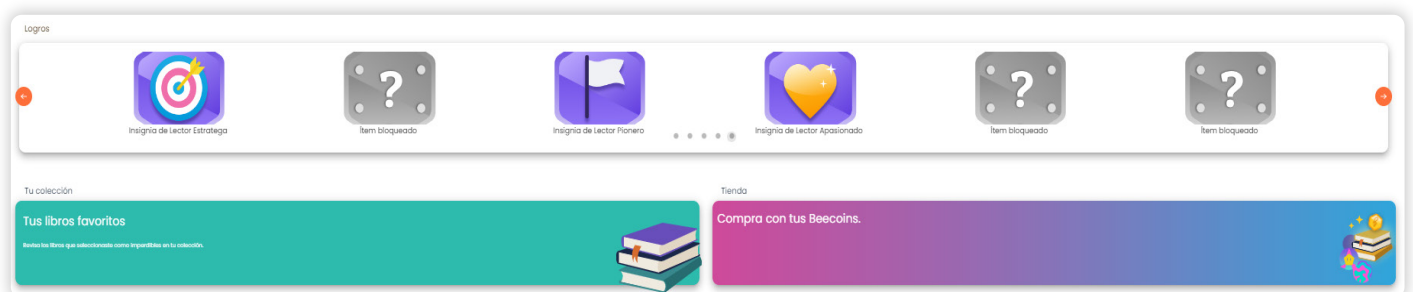 Logros
Insignia de Lector Estratega
Ítem bloqueado
Insignia de Lector Pionero
Insignia de Lector Apasionado
Ítem bloqueado
Ítem bloqueado
Tu colección
Tienda
Tus libros favoritos
Revisa los libros que seleccionaste como imperdibles en tu colección.
Compra con tus Beecoins.